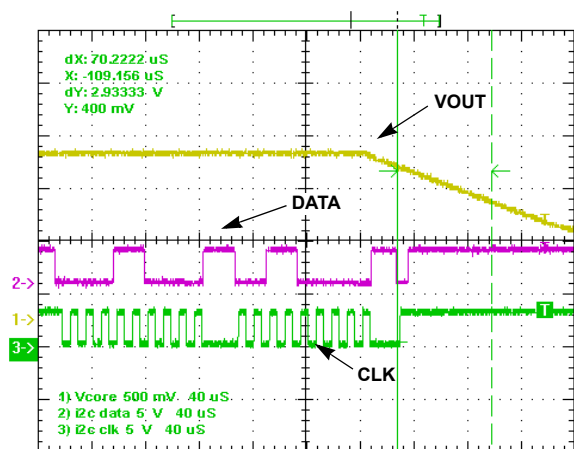 T
dX: 70.2222 uS
X: -109.156 uS
dY: 2.93333 V
Y: 400 mV
VOUT
DATA
T
2->
1->
T
3->
CLK
1) Vcore 500 mV 40 uS
2) i2c data 5 V 40 uS
3) i2c clk 5 V 40 uS